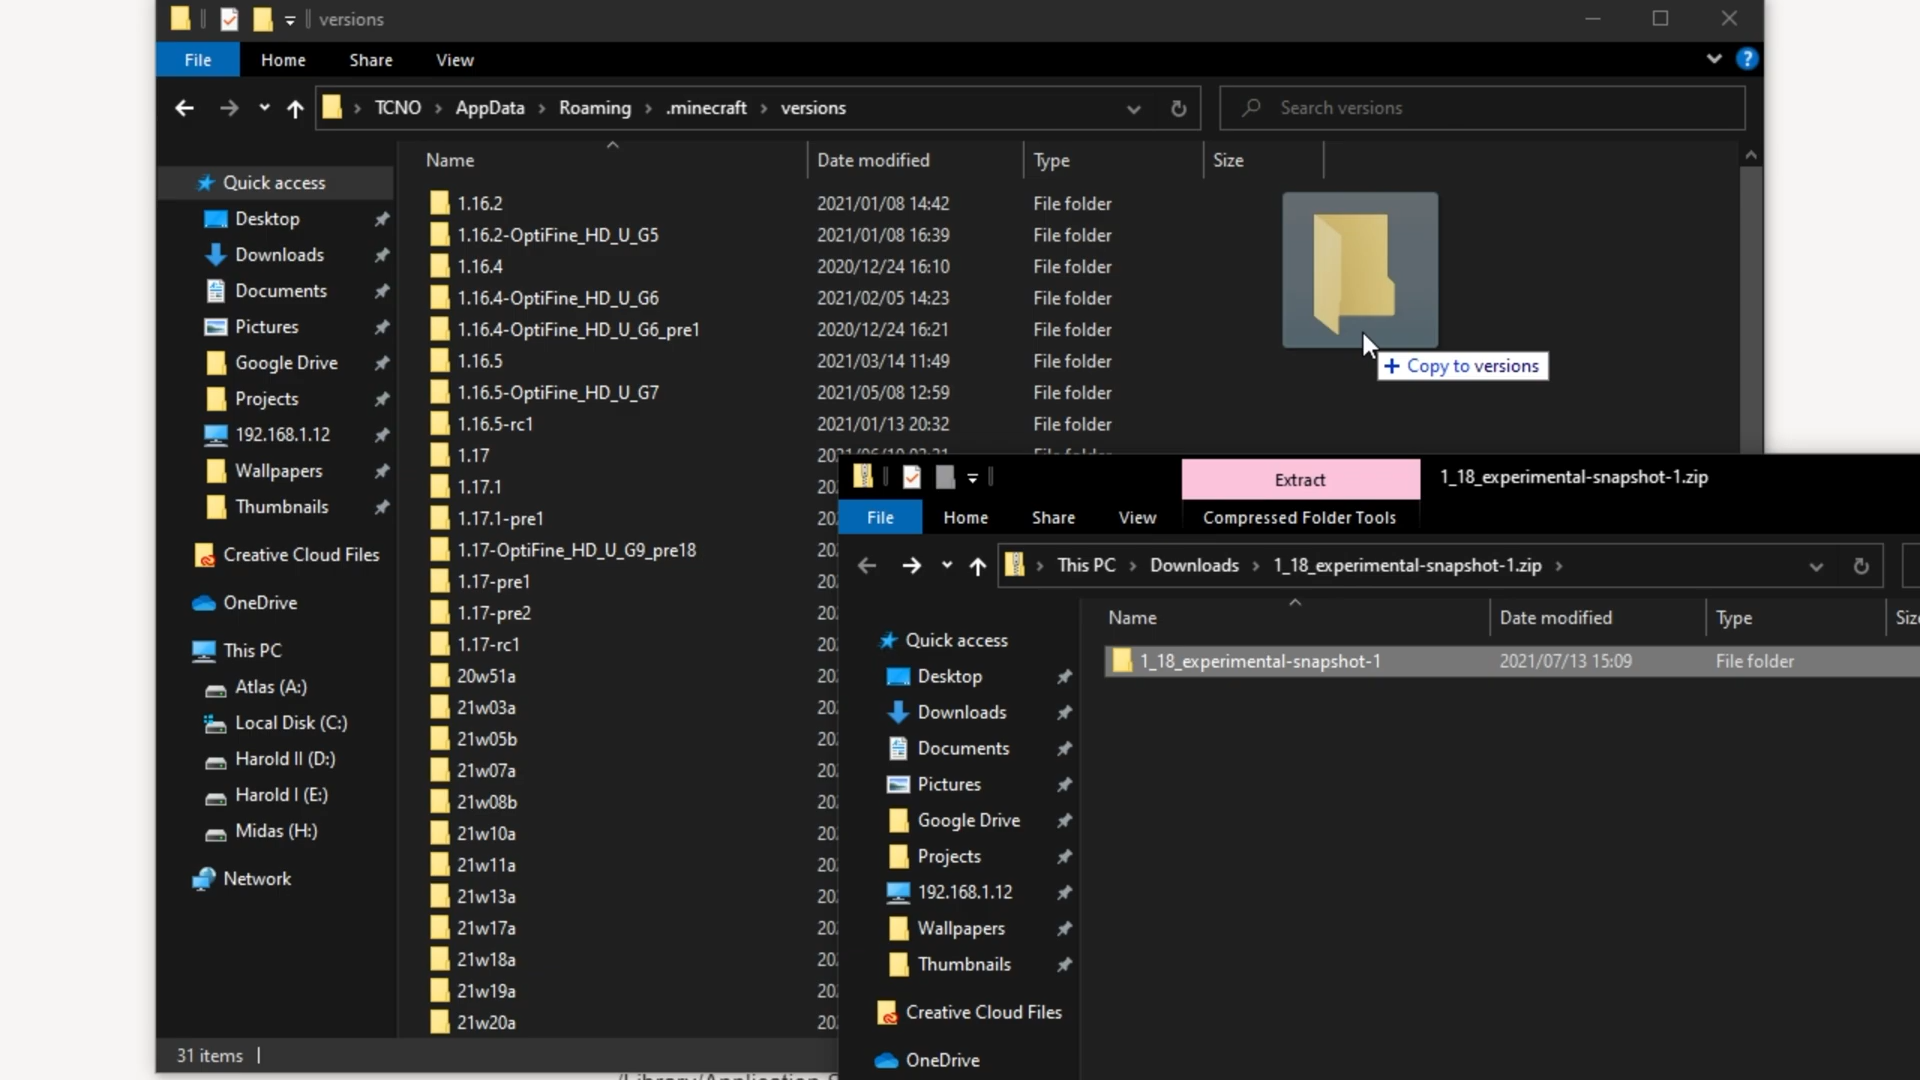 versions
File Home Share View
TCNO AppData Roaming .minecraft versions
Search versions
Quick access
Desktop
Downloads
Documents
Pictures
Google Drive
Projects
192.168.1.12
Wallpapers
Thumbnails
Creative Cloud Files
OneDrive
This PC
Atlas (A:)
Local Disk (C:)
Harold II (D:)
Harold I (E:)
Midas (H:)
Network
Name Date modified Type Size
1.16.2 2021/01/08 14:42 File folder
1.16.2-OptiFine_HD_U_G5 2021/01/08 16:39 File folder
1.16.4 2020/12/24 16:10 File folder
1.16.4-OptiFine_HD_U_G6 2021/02/05 14:23 File folder
1.16.4-OptiFine_HD_U_G6_pre1 2020/12/24 16:21 File folder
1.16.5 2021/03/14 11:49 File folder
1.16.5-OptiFine_HD_U_G7 2021/05/08 12:59 File folder
1.16.5-rc1 2021/01/13 20:32 File folder
1.17
1.17.1
1.17.1-pre1
1.17-OptiFine_HD_U_G9_pre18
1.17-pre1
1.17-pre2
1.17-rc1
20w51a
21w03a
21w05b
21w07a
21w08b
21w10a
21w11a
21w13a
21w17a
21w18a
21w19a
21w20a
31 items
+ Copy to versions
Extract 1_18_experimental-snapshot-1.zip
File Home Share View Compressed Folder Tools
This PC Downloads 1_18_experimental-snapshot-1.zip
Quick access
Desktop
Downloads
Documents
Pictures
Google Drive
Projects
192.168.1.12
Wallpapers
Thumbnails
Creative Cloud Files
OneDrive
Name Date modified Type
1_18_experimental-snapshot-1 2021/07/13 15:09 File folder